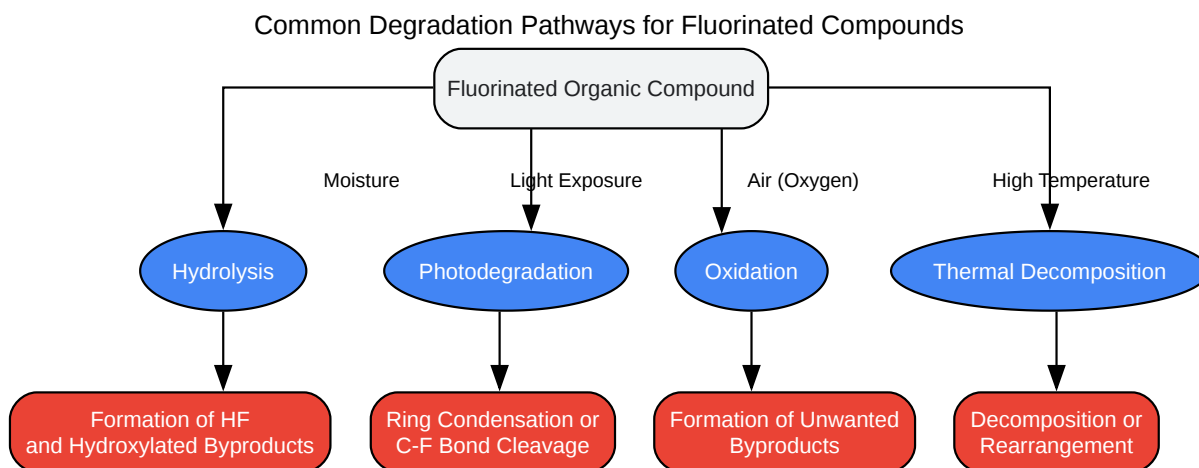 Common Degradation Pathways for Fluorinated Compounds
Fluorinated Organic Compound
Moisture
Light Exposure
Air (Oxygen)
High Temperature
Hydrolysis
Photodegradation
Oxidation
Thermal Decomposition
Formation of HF
and Hydroxylated Byproducts
Ring Condensation or
C-F Bond Cleavage
Formation of Unwanted
Byproducts
Decomposition or
Rearrangement